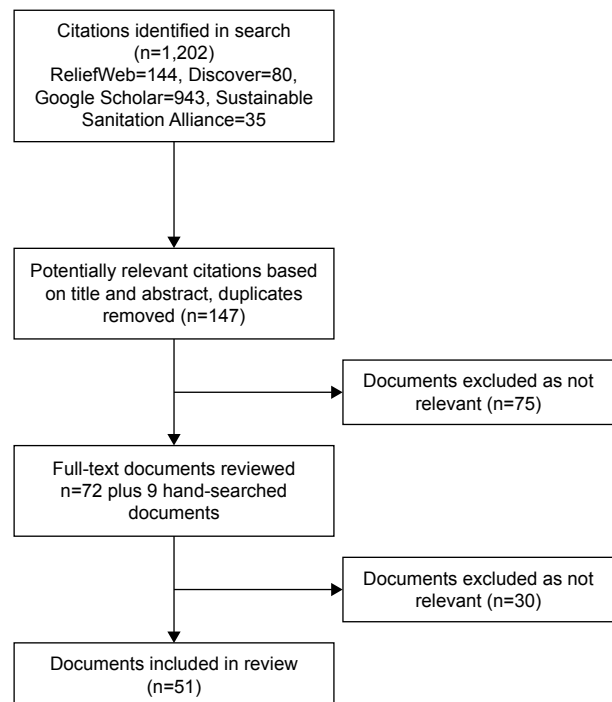 Citations identified in search
(n=1,202)
ReliefWeb=144, Discover=80,
Google Scholar=943, Sustainable
Sanitation Alliance=35
Potentially relevant citations based
on title and abstract, duplicates
removed (n=147)
Documents excluded as not
relevant (n=75)
Full-text documents reviewed
n=72 plus 9 hand-searched
documents
Documents excluded as not
relevant (n=30)
Documents included in review
(n=51)